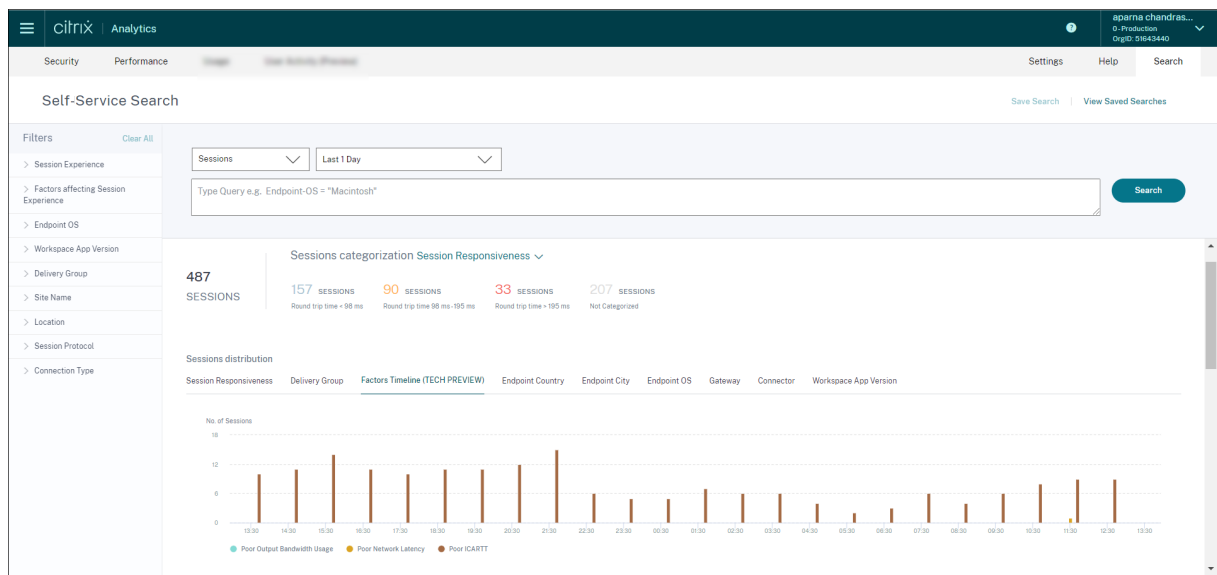 citrix | Analytics
?
aparna chandras...
0-Production
OrgID: 51643440
Security Performance
Settings Help Search
Self-Service Search
Save Search | View Saved Searches
Filters Clear All
Session Experience
Factors affecting Session
Experience
Endpoint OS
Workspace App Version
Delivery Group
Site Name
Location
Session Protocol
Connection Type
Sessions Last 1 Day
Type Query e.g. Endpoint-OS = "Macintosh"
Search
487
SESSIONS
Sessions categorization Session Responsiveness
157 SESSIONS 90 SESSIONS 33 SESSIONS 207 SESSIONS
Round trip time < 98 ms Round trip time 98 ms -195 ms Round trip time > 195 ms Not Categorized
Sessions distribution
Session Responsiveness Delivery Group Factors Timeline (TECH PREVIEW) Endpoint Country Endpoint City Endpoint OS Gateway Connector Workspace App Version
No. of Sessions
18
12
6
0
13:30 14:30 15:30 16:30 17:30 18:30 19:30 20:30 21:30 22:30 23:30 00:30 01:30 02:30 03:30 04:30 05:30 06:30 07:30 08:30 09:30 10:30 11:30 12:30 13:30
Poor Output Bandwidth Usage Poor Network Latency Poor ICARTT